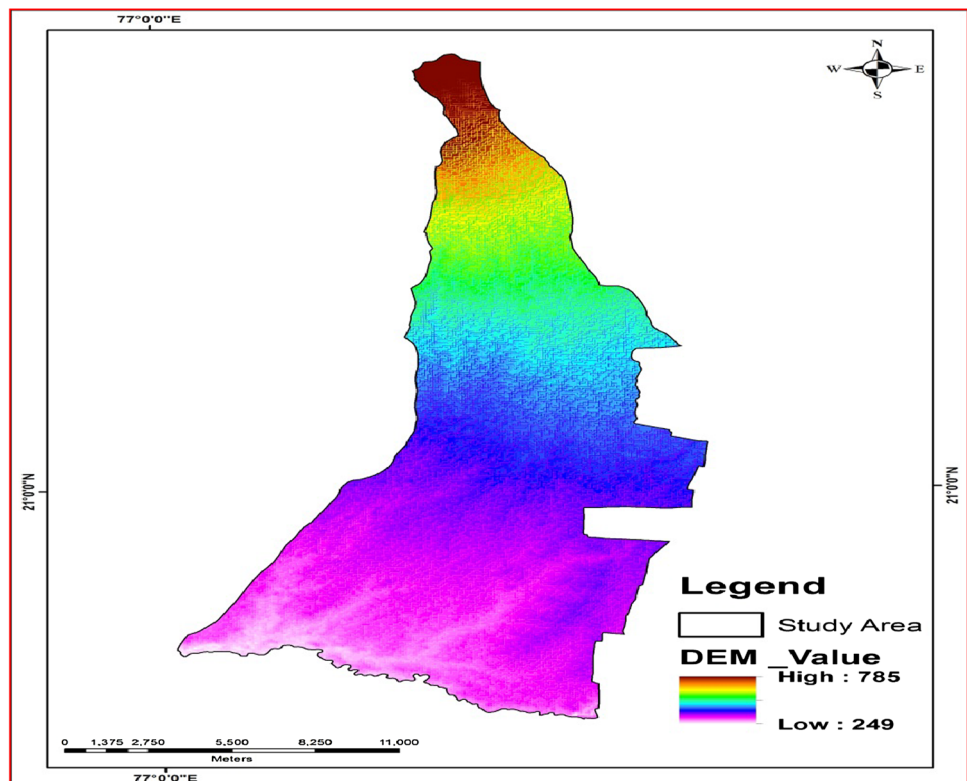 77°0'0"E
N
W E
S
21°0'0"N
21°0'0"N
Legend
Study Area
DEM _Value
High : 785
Low : 249
0 1,375 2,750 5,500 8,250 11,000
Meters
77°0'0"E